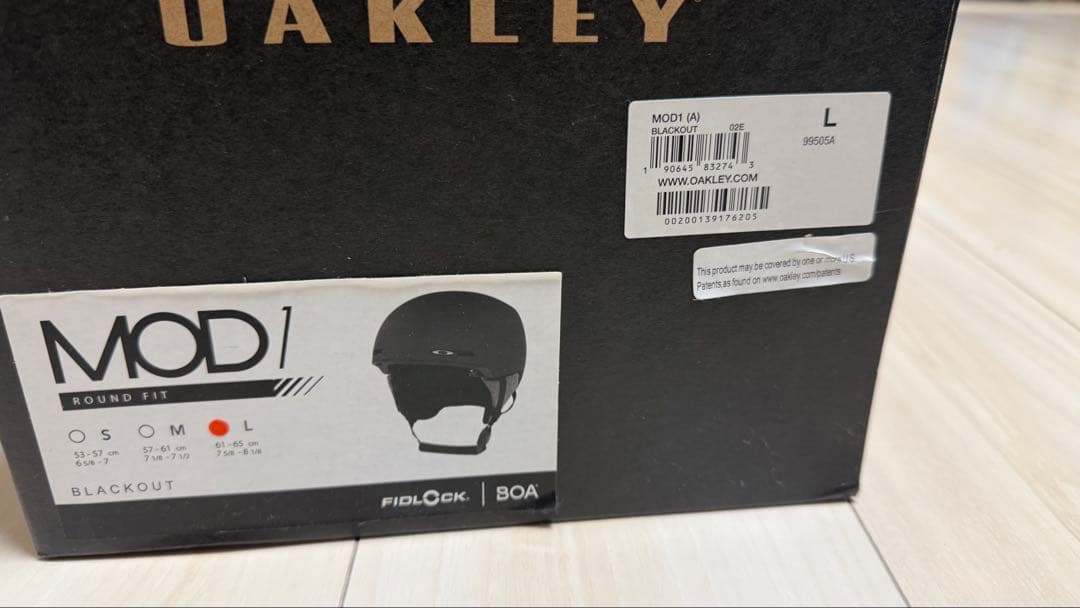 OAKLEY
MOD1 (A)
L
BLACKOUT 02E
99505A
1 90645 83274 3
WWW.OAKLEY.COM
00200139176205
This product may be covered by one or more U.S.
Patents,as found on www.oakley.com/patents
MOD1
ROUND FIT
S M L
53-57 cm 57-61 cm 61-65 cm
6 5/8 -7 7 1/8 -7 1/2 7 5/8 -8 1/8
BLACKOUT
FIDLOCK. | BOA